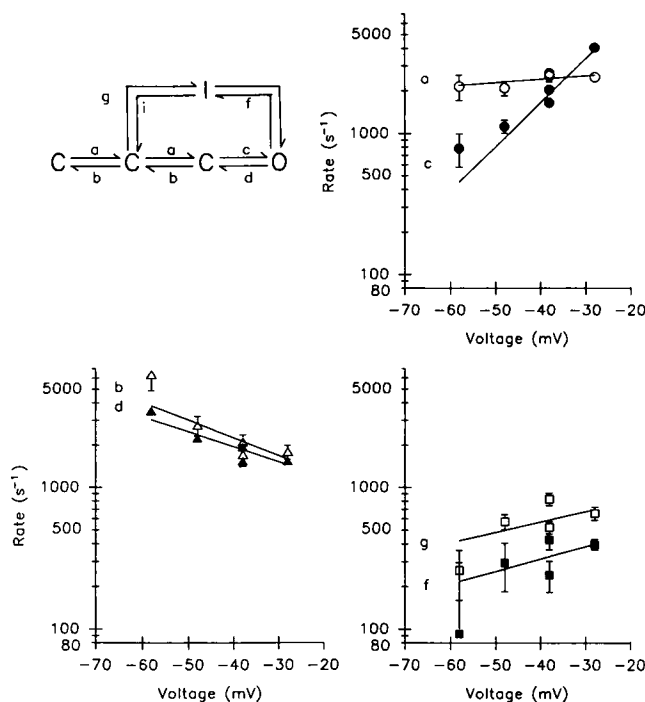 g i I f
C a b C a b C c d O
5000
1000
100
80
Rate (s⁻¹)
a
c
-70 -60 -50 -40 -30 -20
Voltage (mV)
5000
1000
500
100
80
Rate (s⁻¹)
b
d
-70 -60 -50 -40 -30 -20
Voltage (mV)
5000
1000
500
100
80
Rate (s⁻¹)
g
f
-70 -60 -50 -40 -30 -20
Voltage (mV)